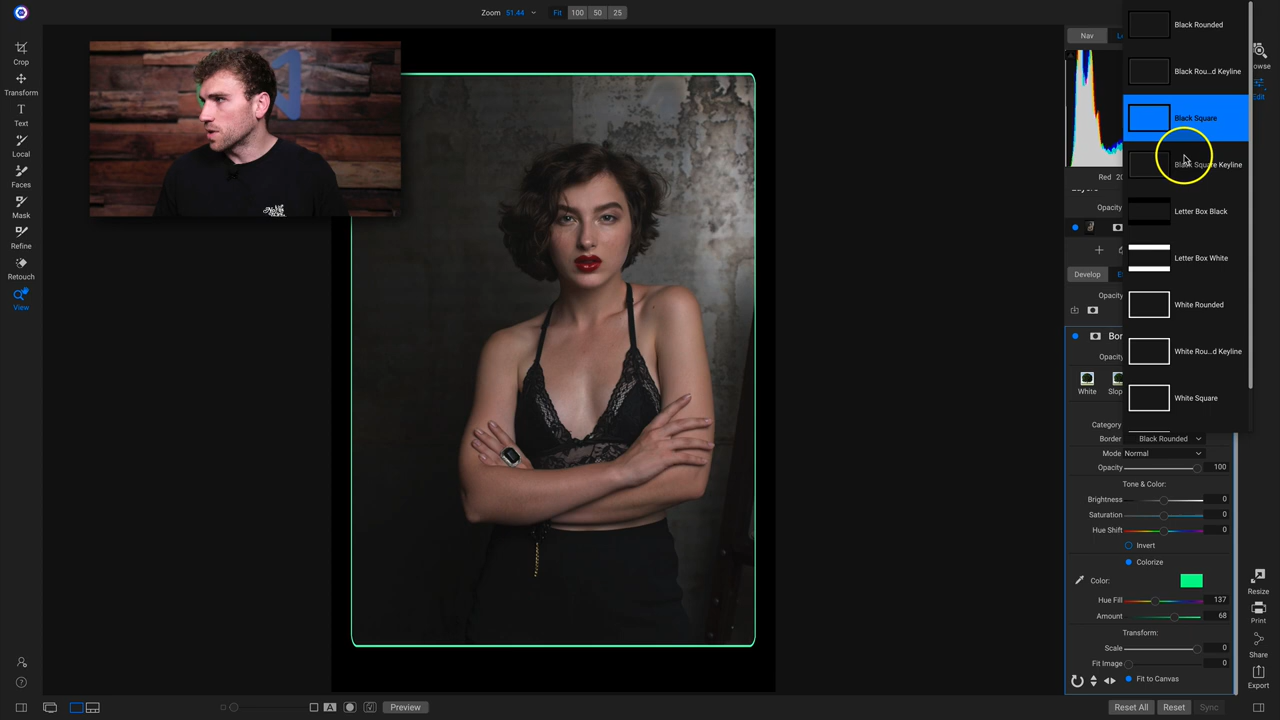 Zoom 51.44 Fit 100 50 25
Crop
Transform
Text
Local
Faces
Mask
Refine
Retouch
View
Nav
Red
Opacity
Develop
Opacity
Opacity
White
Black Rounded
Black Rou...d Keyline
Black Square
Black Square Keyline
Letter Box Black
Letter Box White
White Rounded
White Rou...d Keyline
White Square
Category
Border Black Rounded
Mode Normal
Opacity 100
Tone & Color:
Brightness 0
Saturation 0
Hue Shift 0
Invert
Colorize
Color:
Hue Fill 137
Amount 68
Transform:
Scale 0
Fit Image 0
Fit to Canvas
Edit
Resize
Print
Share
Export
A Preview
Reset All Reset Sync